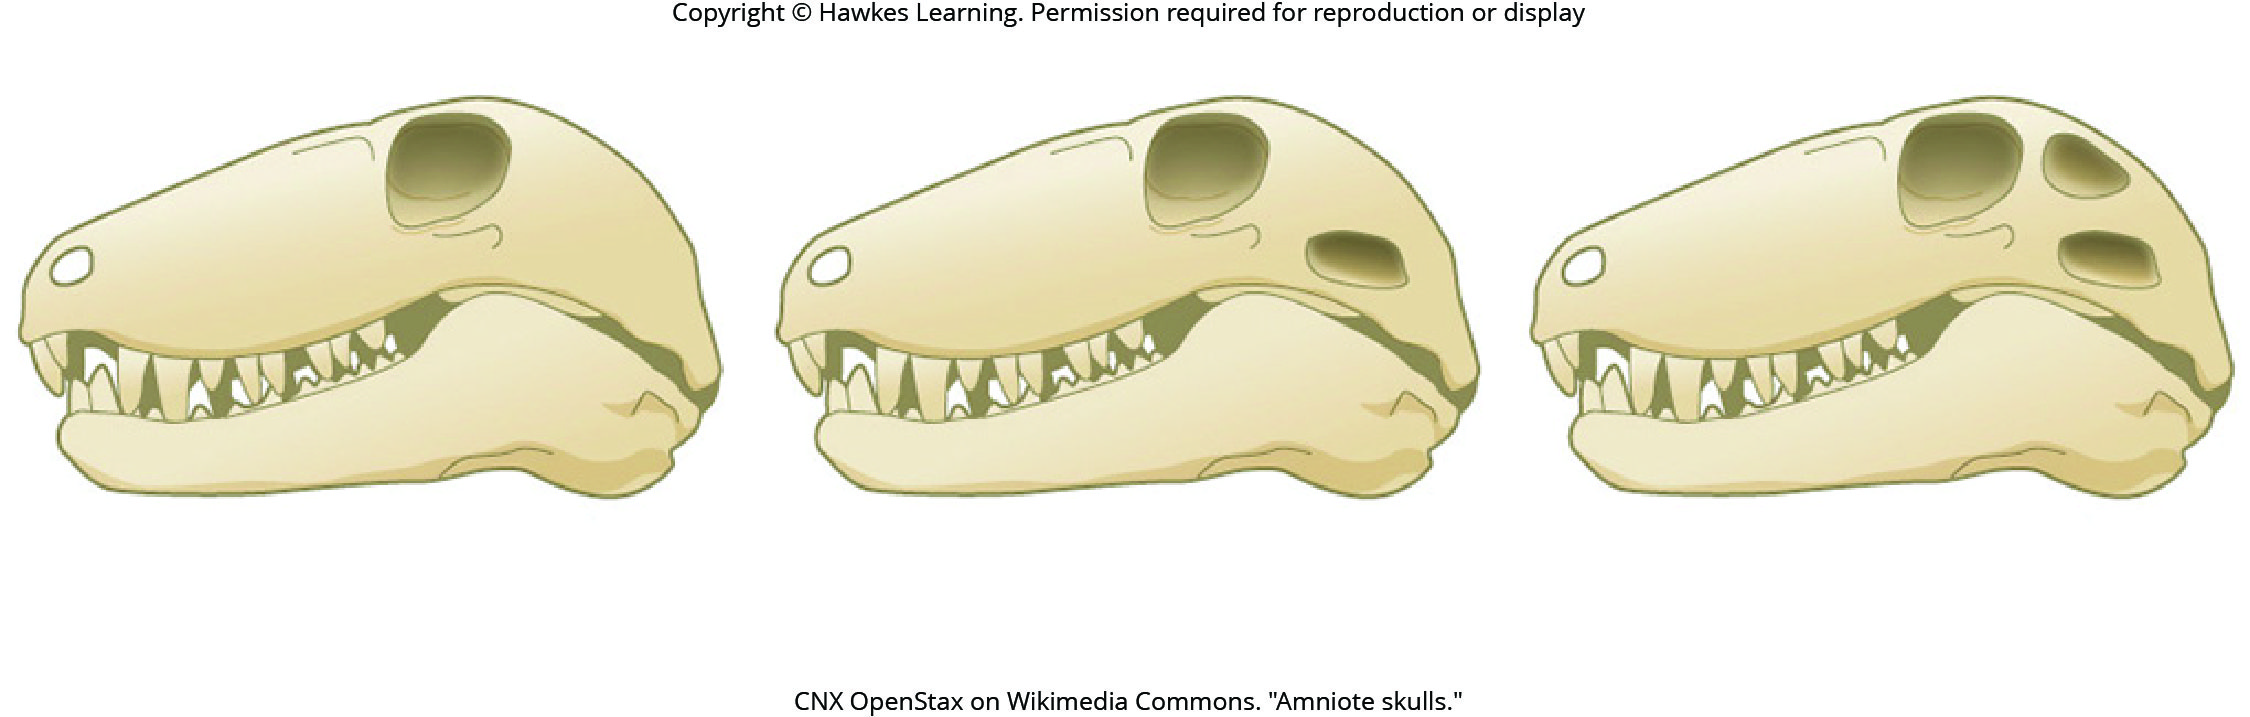 Copyright © Hawkes Learning. Permission required for reproduction or display
CNX OpenStax on Wikimedia Commons. "Amniote skulls."